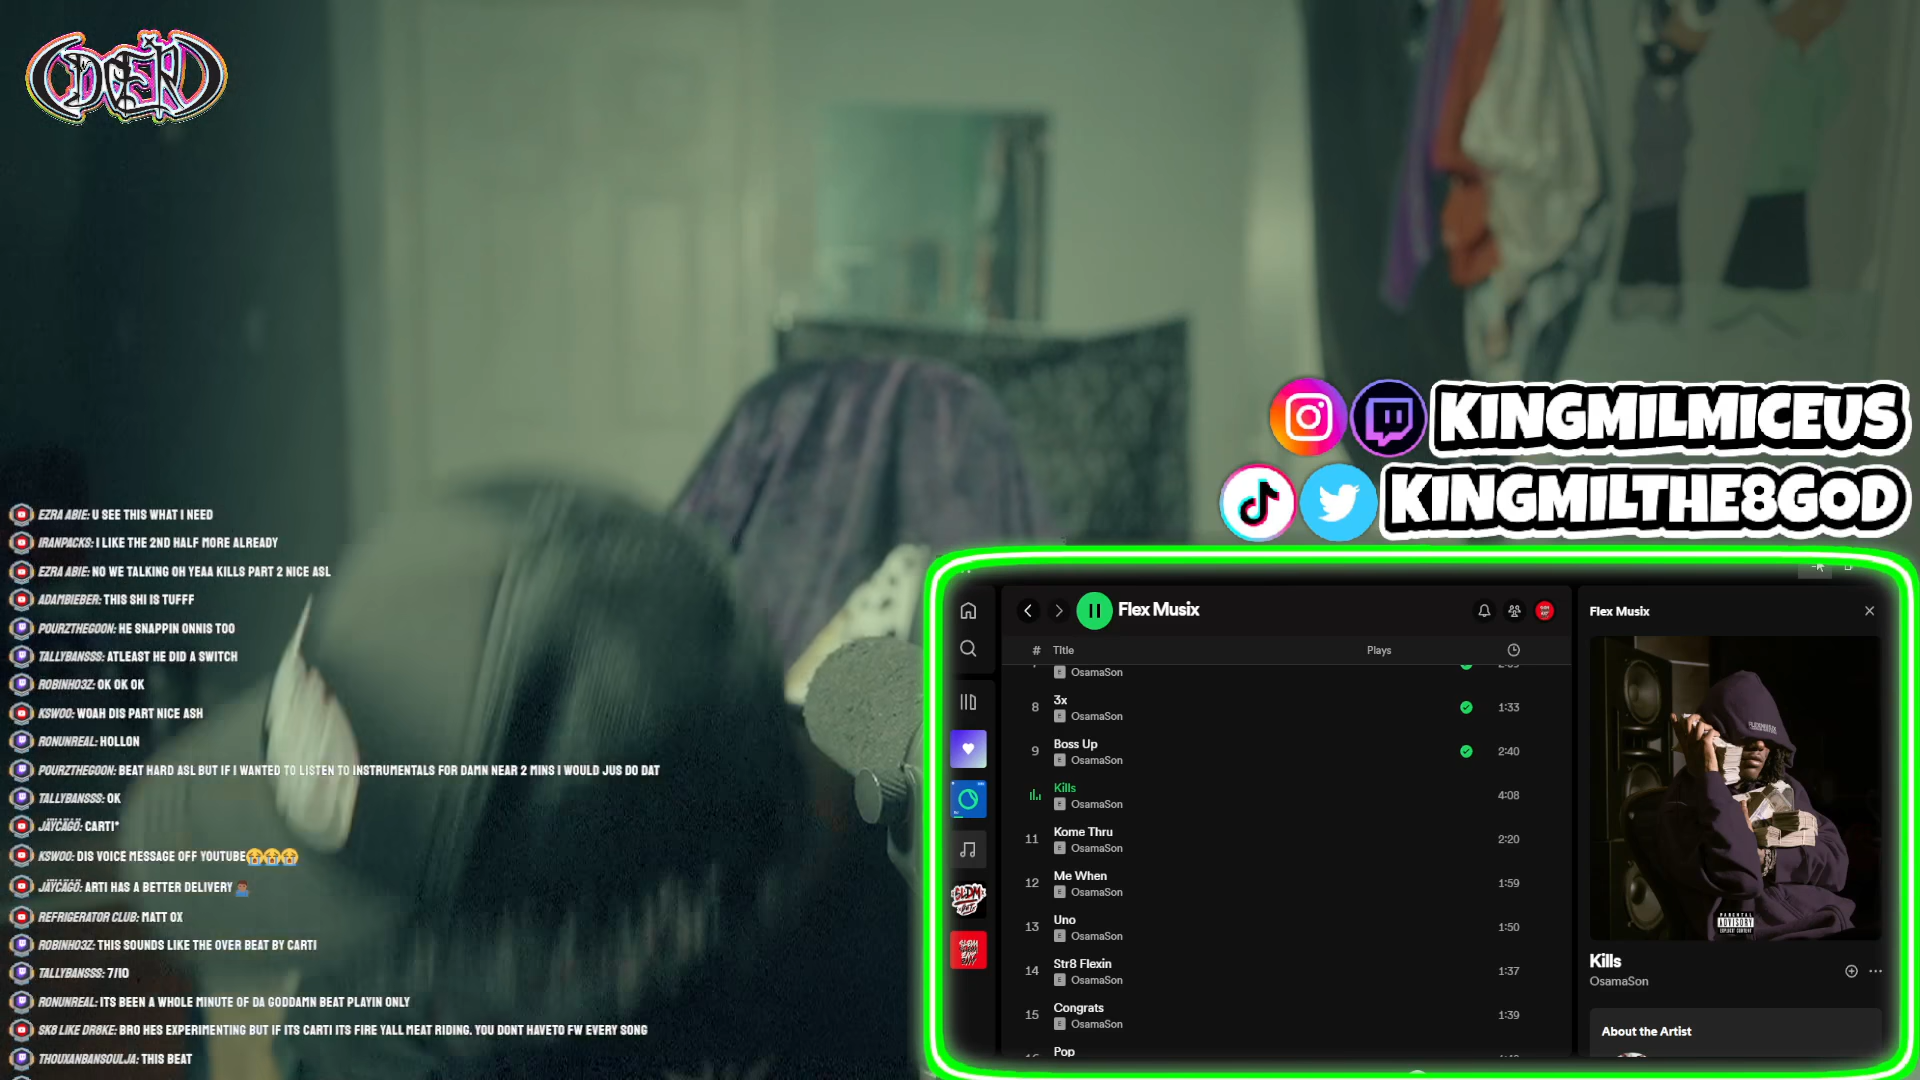 DCER
KINGMILMICEUS
KINGMILTHE8GOD
EZRA ABIE: U SEE THIS WHAT I NEED
IRANPACKS: I LIKE THE 2ND HALF MORE ALREADY
EZRA ABIE: NO WE TALKING OH YEAA KILLS PART 2 NICE ASL
ADAMBIEBER: THIS SHI IS TUFFF
POURZTHEGOON: HE SNAPPIN ONNIS TOO
TALLYBANSSS: ATLEAST HE DID A SWITCH
ROBINHO3Z: OK OK OK
KSWOO: WOAH DIS PART NICE ASH
RONUNREAL: HOLLON
POURZTHEGOON: BEAT HARD ASL BUT IF I WANTED TO LISTEN TO INSTRUMENTALS FOR DAMN NEAR 2 MINS I WOULD JUS DO DAT
TALLYBANSSS: OK
JAYCAGO: CARTI*
KSWOO: DIS VOICE MESSAGE OFF YOUTUBE😭😭😭
JAYCAGO: ARTI HAS A BETTER DELIVERY
REFRIGERATOR CLUB: MATT OX
ROBINHO3Z: THIS SOUNDS LIKE THE OVER BEAT BY CARTI
TALLYBANSSS: 7/10
RONUNREAL: ITS BEEN A WHOLE MINUTE OF DA GODDAMN BEAT PLAYIN ONLY
SK8 LIKE DR8KE: BRO HES EXPERIMENTING BUT IF ITS CARTI ITS FIRE YALL MEAT RIDING. YOU DONT HAVETO FW EVERY SONG
THOUXANBANSOULJA: THIS BEAT
Flex Musix
# Title Plays
E OsamaSon
8 3x 1:33
E OsamaSon
9 Boss Up 2:40
E OsamaSon
Kills 4:08
E OsamaSon
11 Kome Thru 2:20
E OsamaSon
12 Me When 1:59
E OsamaSon
13 Uno 1:50
E OsamaSon
14 Str8 Flexin 1:37
E OsamaSon
15 Congrats 1:39
E OsamaSon
Pop
Flex Musix
PARENTAL
ADVISORY
EXPLICIT CONTENT
Kills
OsamaSon
About the Artist